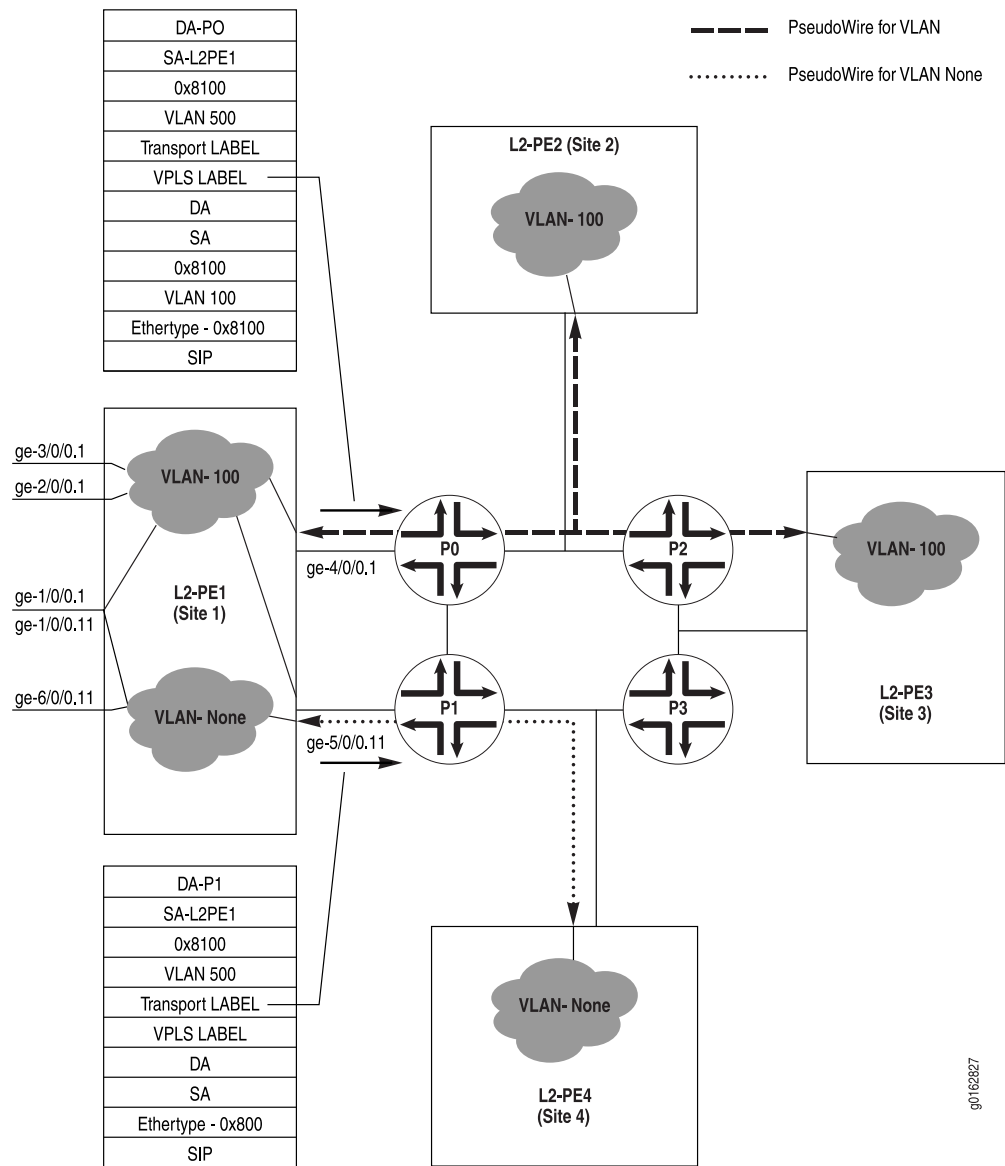 DA-PO
SA-L2PE1
0x8100
VLAN 500
Transport LABEL
VPLS LABEL
DA
SA
0x8100
VLAN 100
Ethertype - 0x8100
SIP
PseudoWire for VLAN
PseudoWire for VLAN None
L2-PE2 (Site 2)
VLAN- 100
ge-3/0/0.1
ge-2/0/0.1
VLAN- 100
ge-4/0/0.1
P0
P2
VLAN- 100
ge-1/0/0.1
ge-1/0/0.11
L2-PE1
(Site 1)
ge-6/0/0.11
VLAN- None
ge-5/0/0.11
P1
P3
L2-PE3
(Site 3)
DA-P1
SA-L2PE1
0x8100
VLAN 500
Transport LABEL
VPLS LABEL
DA
SA
Ethertype - 0x800
SIP
VLAN- None
L2-PE4
(Site 4)
g0162827